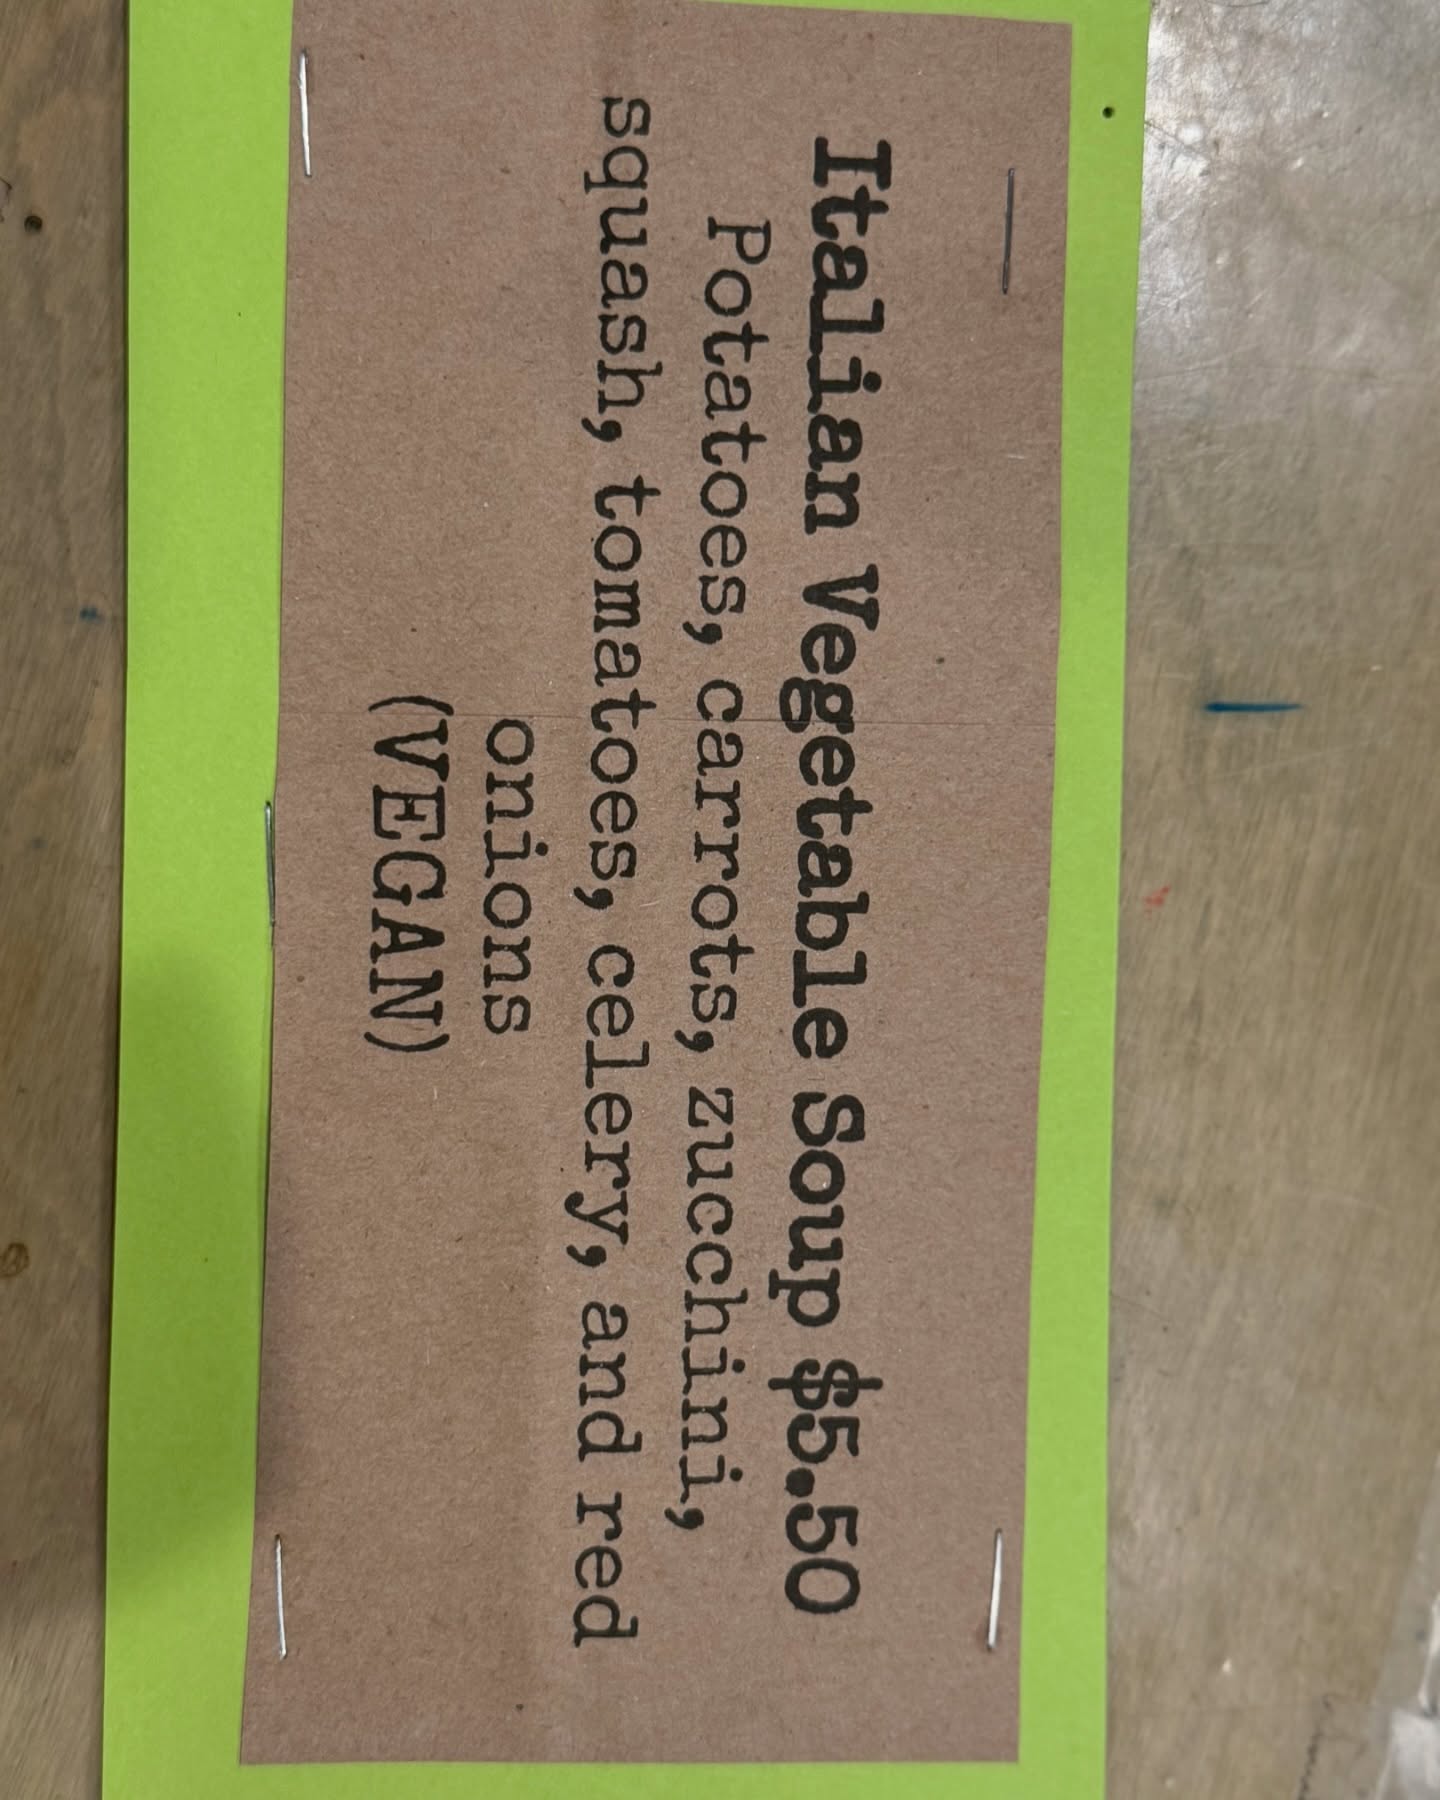 Italian Vegetable Soup $5.50
Potatoes, carrots, zucchini,
squash, tomatoes, celery, and red
onions
(VEGAN)